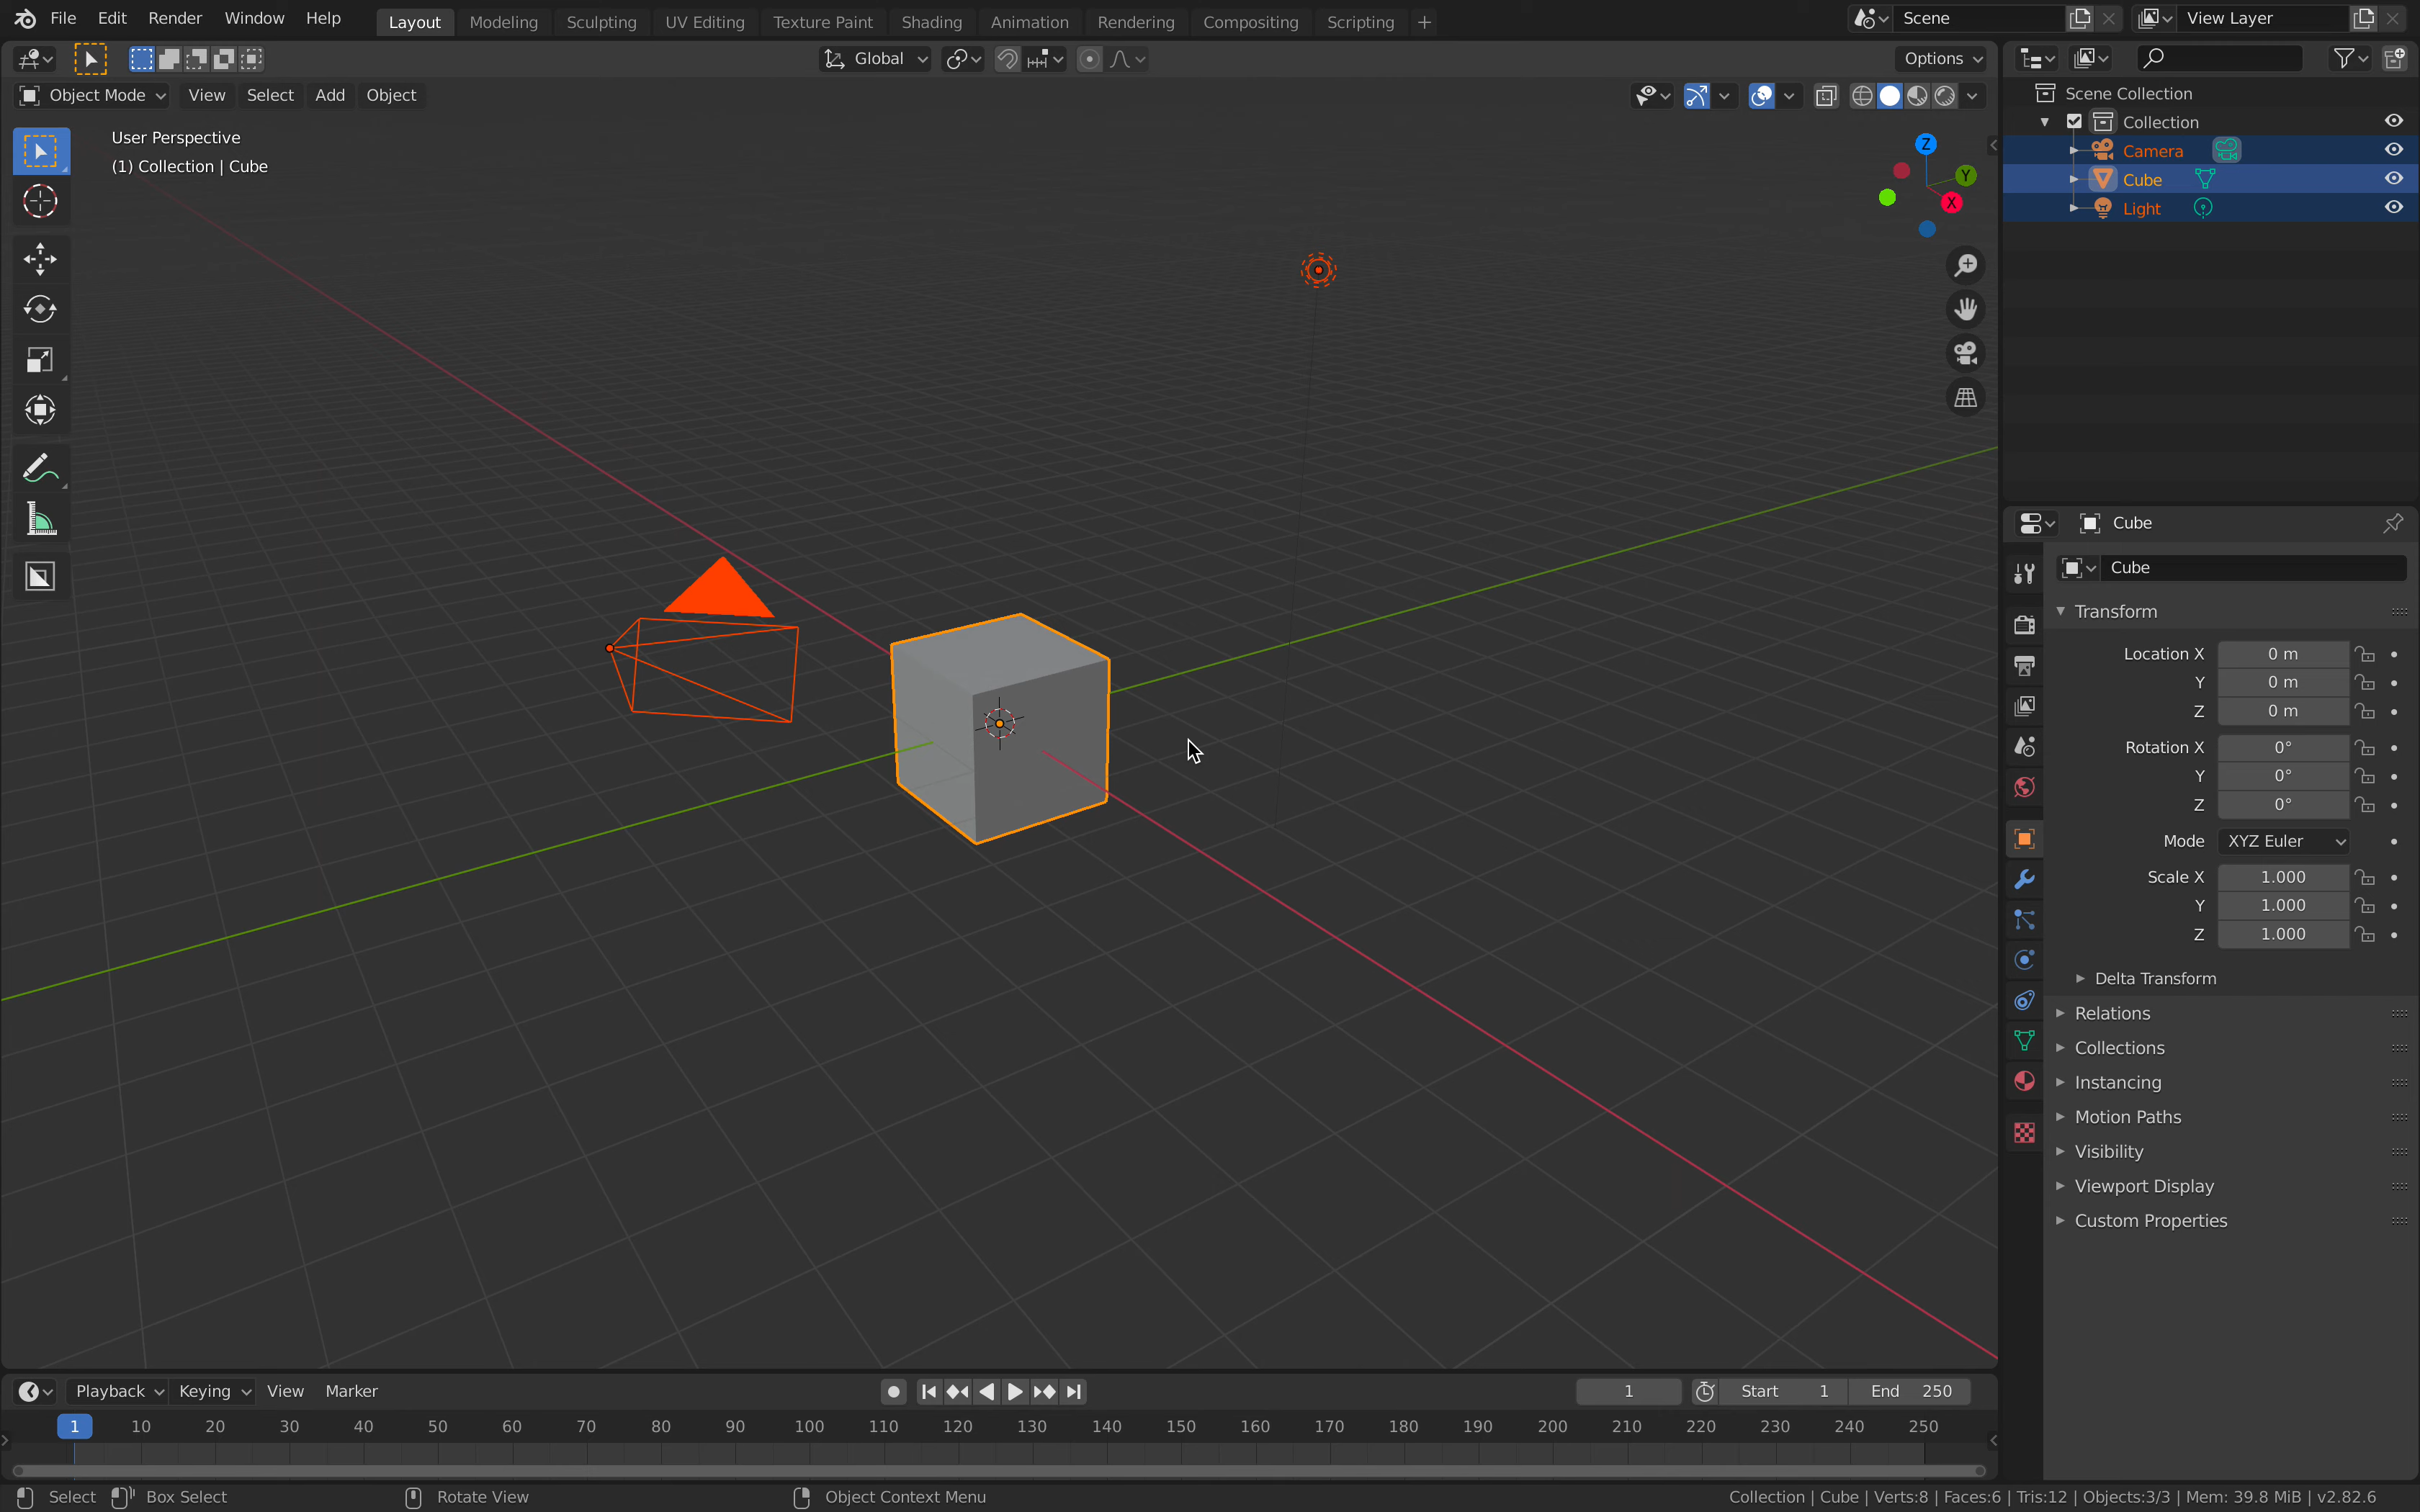 File Edit Render Window Help Layout Modeling Sculpting UV Editing Texture Paint Shading Animation Rendering Compositing Scripting + Scene View Layer
Global Options
Object Mode View Select Add Object
User Perspective
(1) Collection | Cube
Z
Y
X
Scene Collection
Collection
Camera
Cube
Light
Cube
Cube
Transform
Location X 0 m
Y 0 m
Z 0 m
Rotation X 0°
Y 0°
Z 0°
Mode XYZ Euler
Scale X 1.000
Y 1.000
Z 1.000
Delta Transform
Relations
Collections
Instancing
Motion Paths
Visibility
Viewport Display
Custom Properties
Playback Keying View Marker 1 Start 1 End 250
1 10 20 30 40 50 60 70 80 90 100 110 120 130 140 150 160 170 180 190 200 210 220 230 240 250
Select Box Select Rotate View Object Context Menu Collection | Cube | Verts:8 | Faces:6 | Tris:12 | Objects:3/3 | Mem: 39.8 MiB | v2.82.6